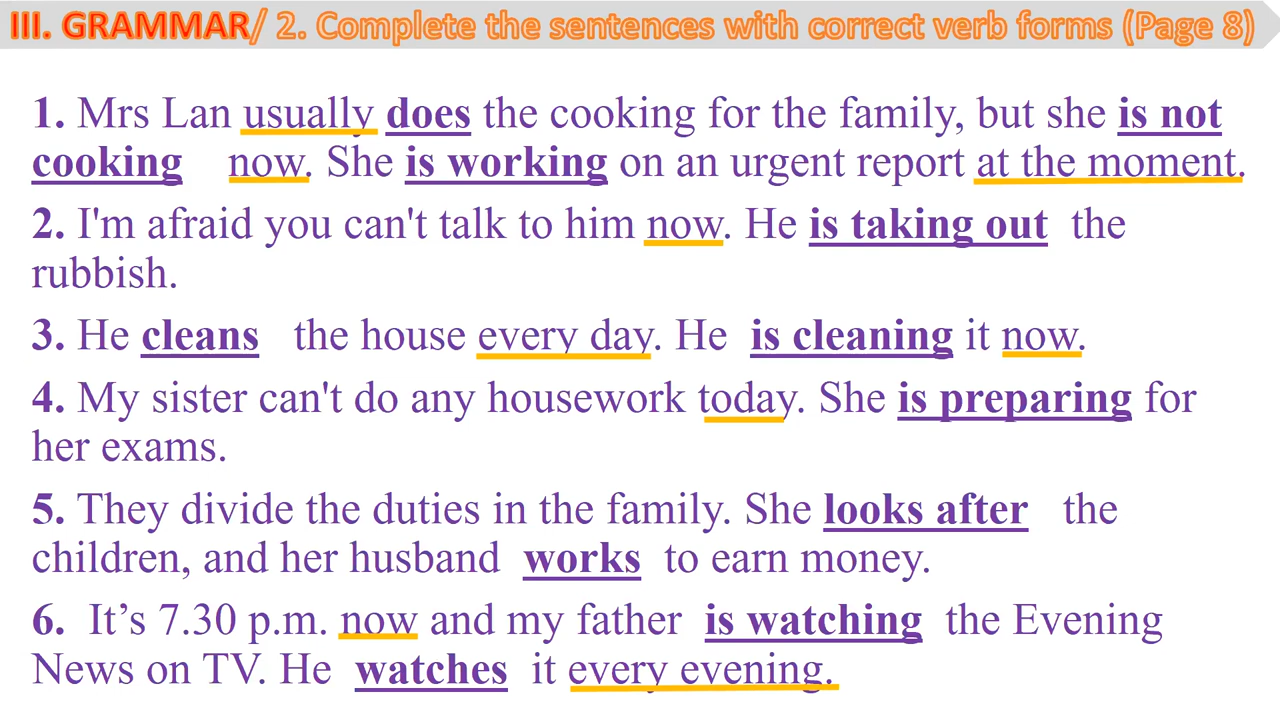 III. GRAMMAR/ 2. Complete the sentences with correct verb forms (Page 8)
1. Mrs Lan usually does the cooking for the family, but she is not
cooking now. She is working on an urgent report at the moment.
2. I'm afraid you can't talk to him now. He is taking out the
rubbish.
3. He cleans the house every day. He is cleaning it now.
4. My sister can't do any housework today. She is preparing for
her exams.
5. They divide the duties in the family. She looks after the
children, and her husband works to earn money.
6. It’s 7.30 p.m. now and my father is watching the Evening
News on TV. He watches it every evening.